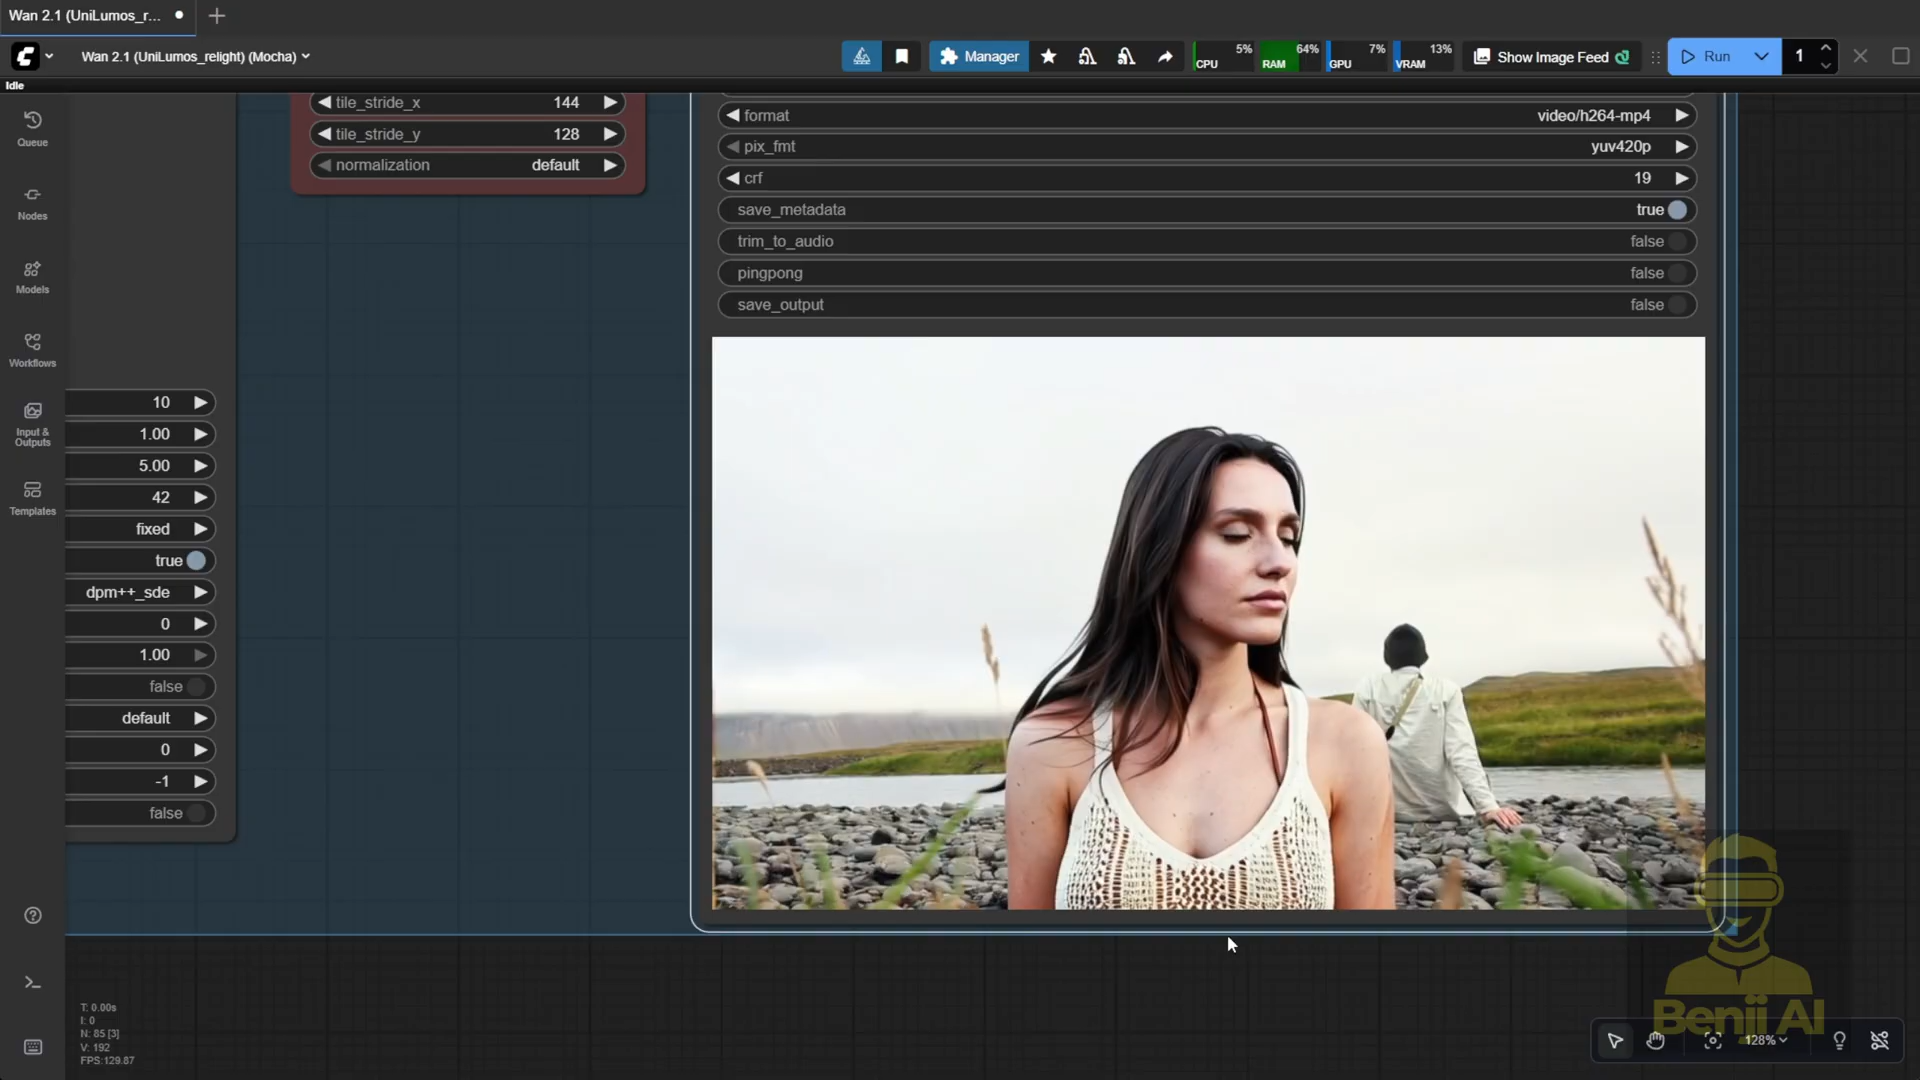 Wan 2.1 (UniLumos_r...
Wan 2.1 (UniLumos_relight) (Mocha)
Manager
5%
CPU
64%
RAM
7%
GPU
13%
VRAM
Show Image Feed
Run
1
Idle
Queue
Nodes
Models
Workflows
Input &
Outputs
Templates
tile_stride_x 144
tile_stride_y 128
normalization default
10
1.00
5.00
42
fixed
true
dpm++_sde
0
1.00
false
default
0
-1
false
format video/h264-mp4
pix_fmt yuv420p
crf 19
save_metadata true
trim_to_audio false
pingpong false
save_output false
T: 0.00s
I: 0
N: 85 [3]
V: 192
FPS:129.87
Benji AI
128%